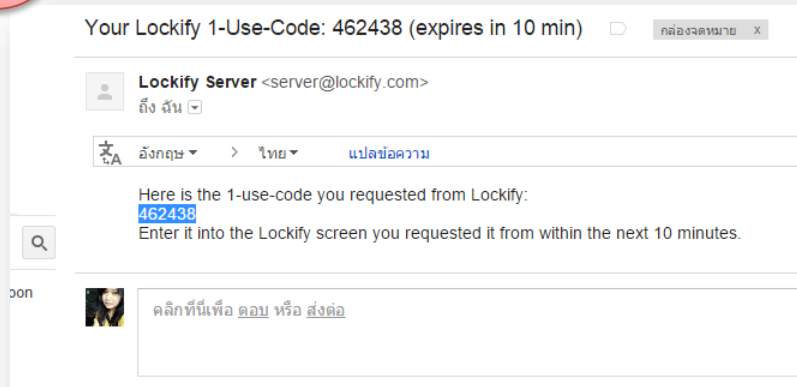 Your Lockify 1-Use-Code: 462438 (expires in 10 min) กล่องจดหมาย x
Lockify Server <server@lockify.com>
ถึง ฉัน
อังกฤษ > ไทย แปลข้อความ
Here is the 1-use-code you requested from Lockify:
462438
Enter it into the Lockify screen you requested it from within the next 10 minutes.
oon
คลิกที่นี่เพื่อ ตอบ หรือ ส่งต่อ